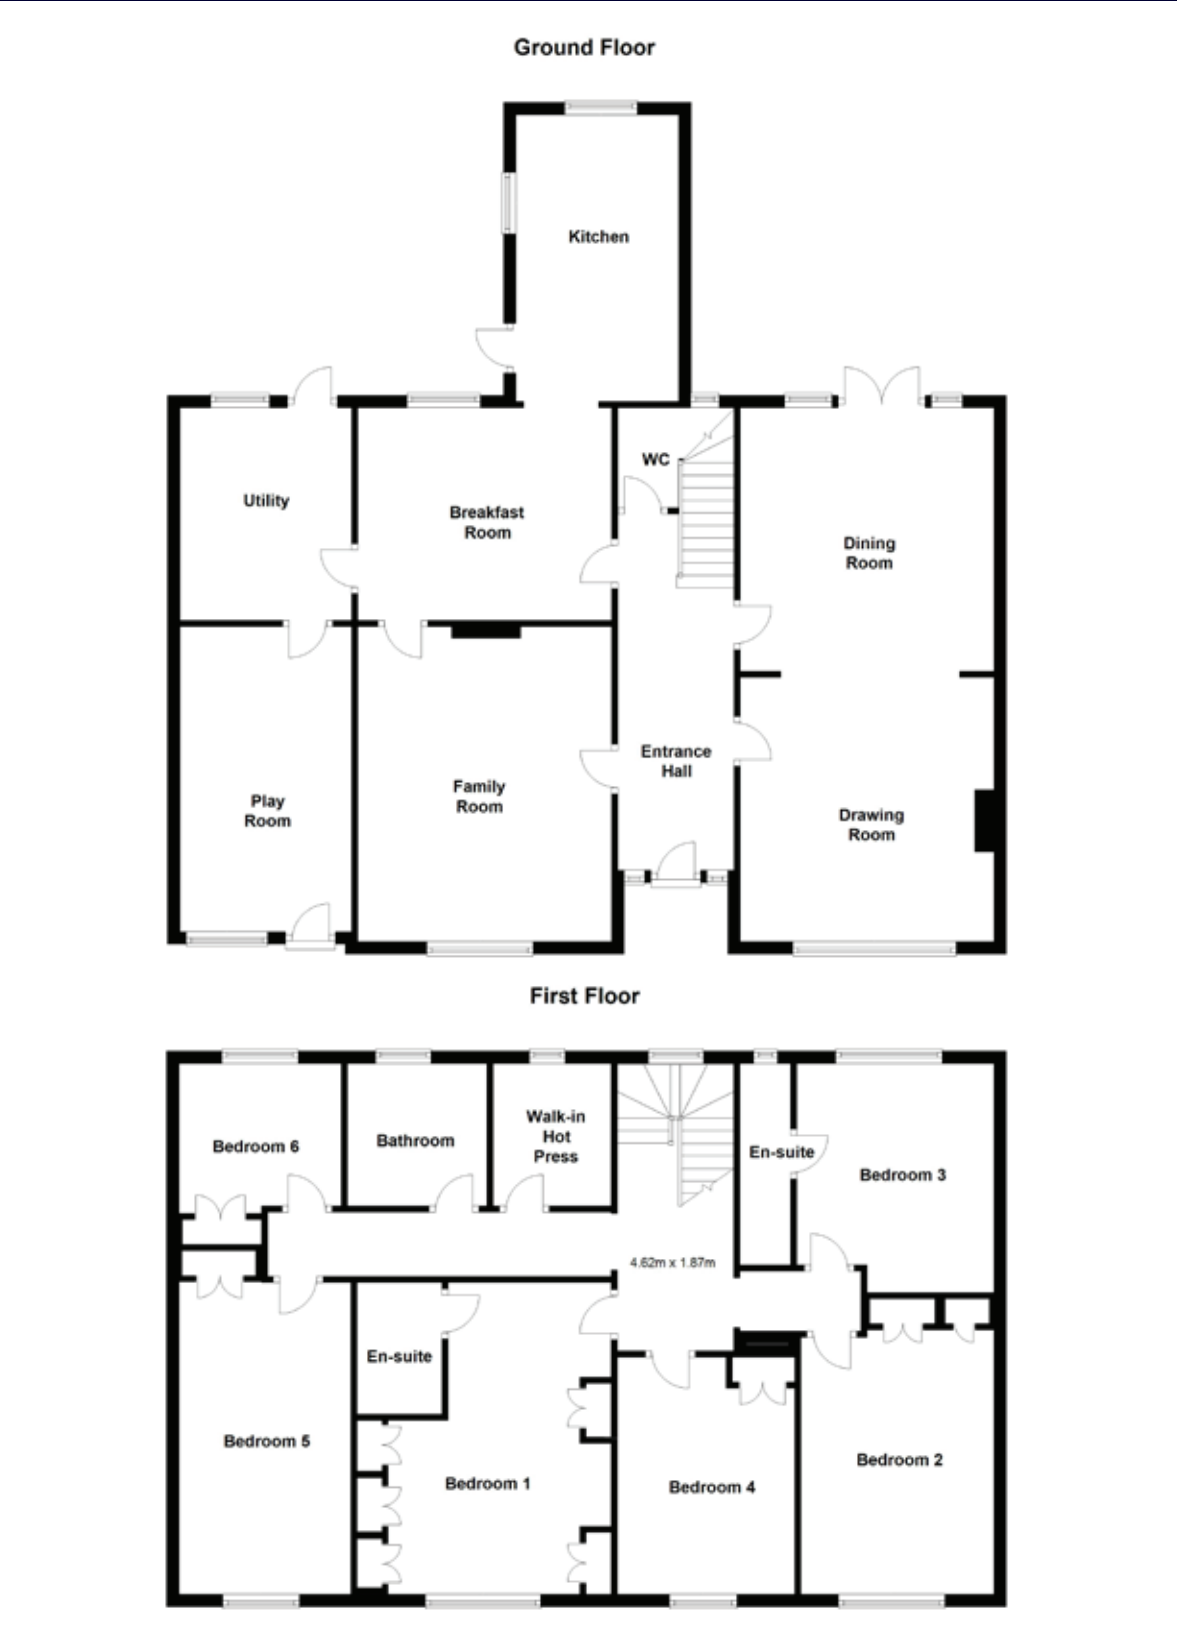 Ground Floor
Kitchen
WC
Utility
Breakfast
Room
Dining
Room
Entrance
Hall
Family
Room
Play
Room
Drawing
Room
First Floor
Walk-in
Hot
Press
Bedroom 6
Bathroom
En-suite
Bedroom 3
4.62m x 1.87m
En-suite
Bedroom 5
Bedroom 2
Bedroom 1
Bedroom 4